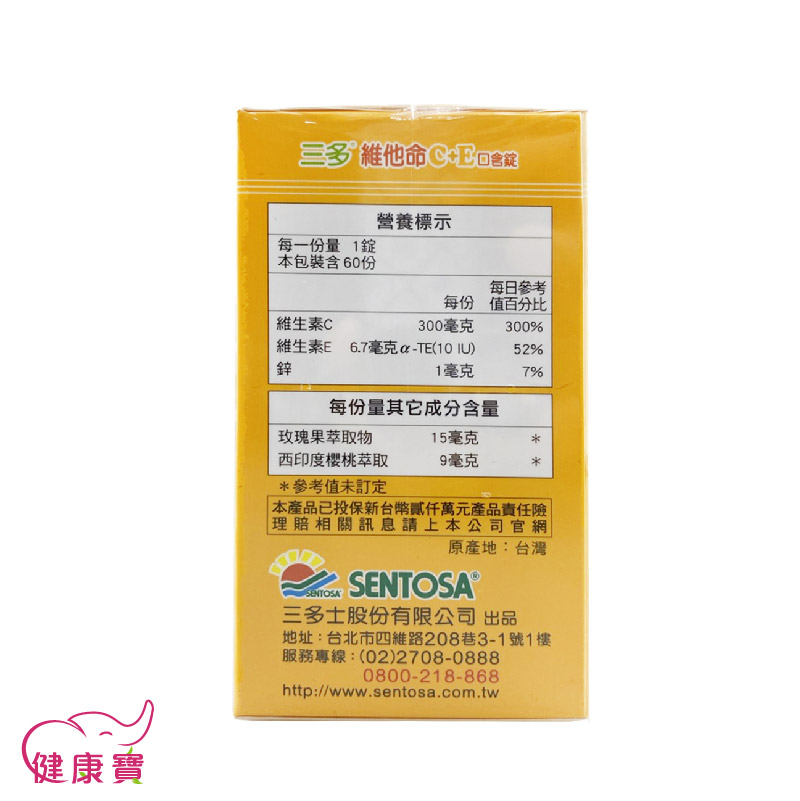 三多® 維他命C+E口含錠
營養標示
每一份量 1錠
本包裝含60份
每份 每日參考值百分比
維生素C 300毫克 300%
維生素E 6.7毫克α-TE(10 IU) 52%
鋅 1毫克 7%
每份量其它成分含量
玫瑰果萃取物 15毫克 *
西印度櫻桃萃取 9毫克 *
*參考值未訂定
本產品已投保新台幣貳仟萬元產品責任險
理賠相關訊息請上本公司官網
原產地：台灣
SENTOSA SENTOSA®
三多士股份有限公司 出品
地址：台北市四維路208巷3-1號1樓
服務專線：(02)2708-0888
0800-218-868
http://www.sentosa.com.tw
健康寶